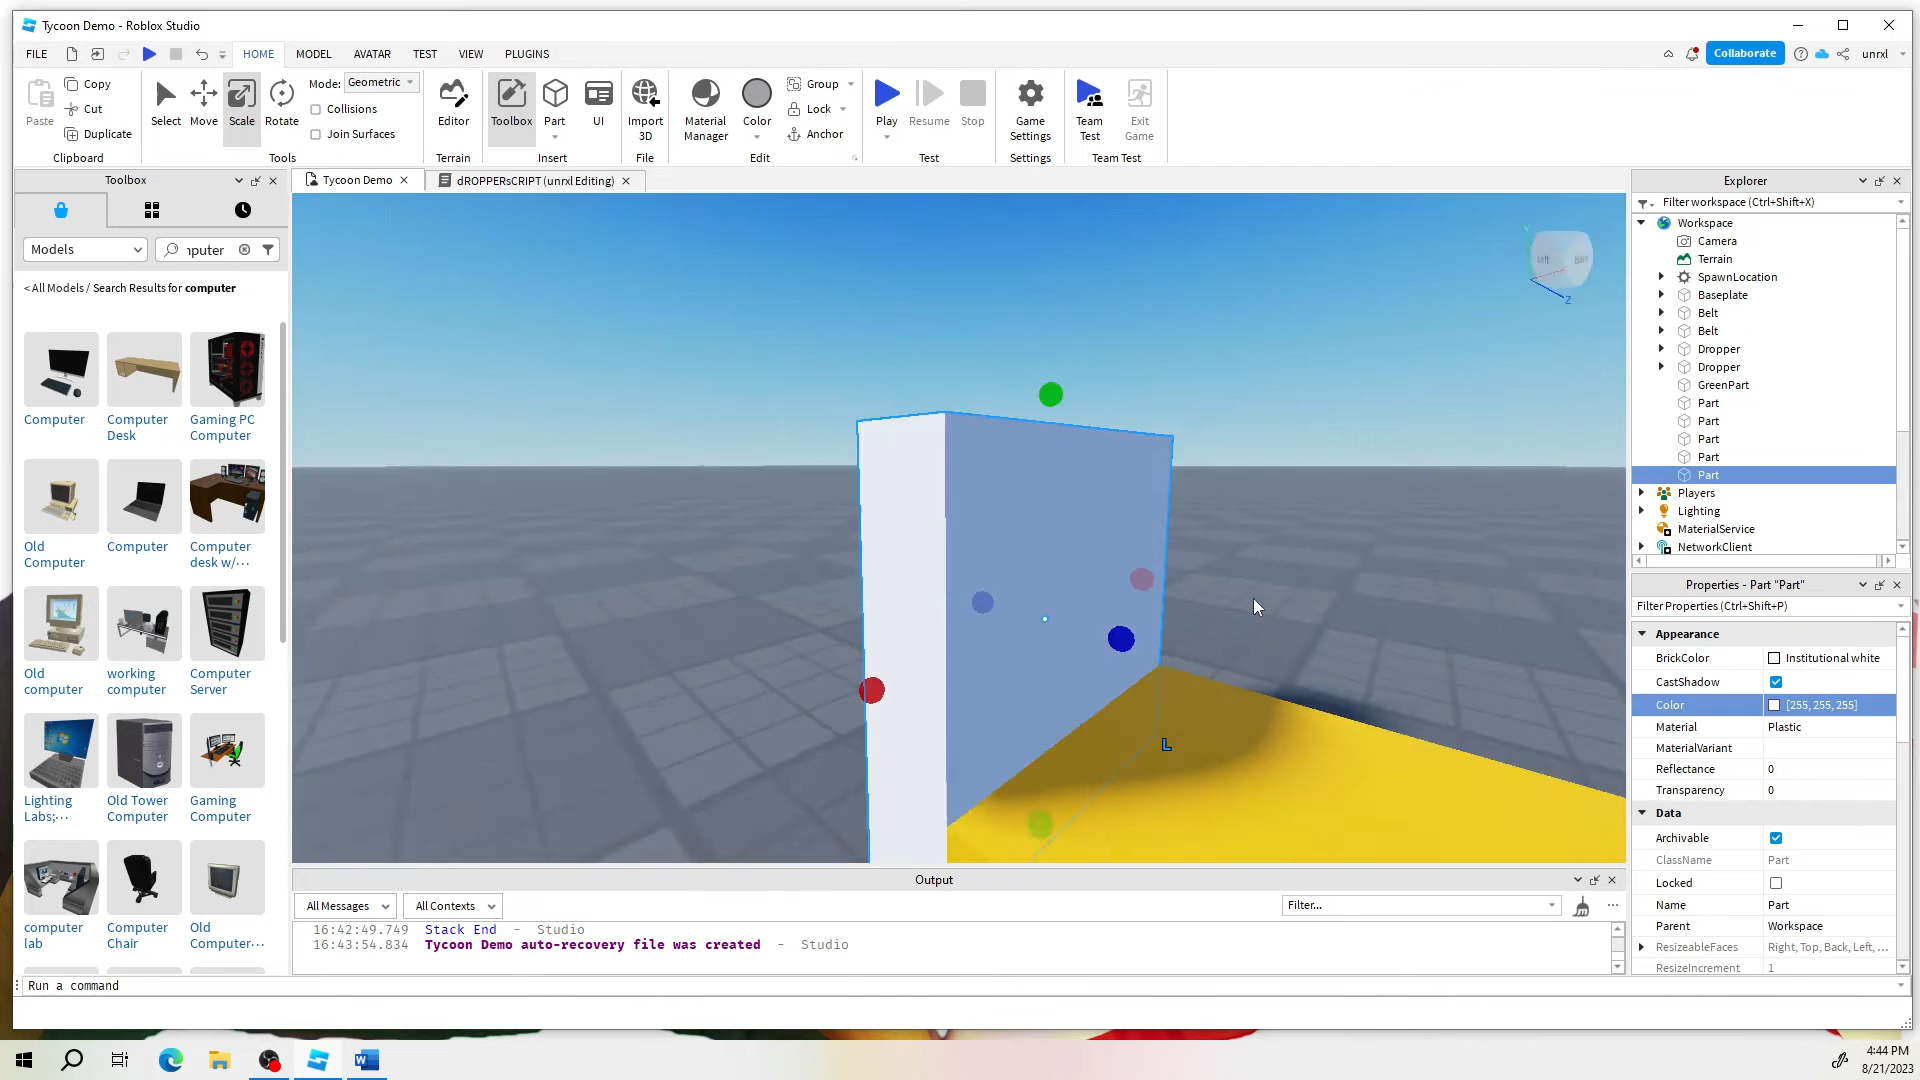 Tycoon Demo - Roblox Studio
FILE
HOME
MODEL
AVATAR
TEST
VIEW
PLUGINS
Collaborate
unrxl
Paste
Copy
Cut
Duplicate
Clipboard
Select
Move
Scale
Rotate
Mode: Geometric
Collisions
Join Surfaces
Tools
Editor
Terrain
Toolbox
Part
UI
Insert
Import
3D
File
Material
Manager
Color
Group
Lock
Anchor
Edit
Play
Resume
Stop
Test
Game
Settings
Settings
Team
Test
Exit
Game
Team Test
Toolbox
Models
nputer
< All Models / Search Results for computer
Computer
Computer
Desk
Gaming PC
Computer
Old
Computer
Computer
Computer
desk w/···
Old
computer
working
computer
Computer
Server
Lighting
Labs;···
Old Tower
Computer
Gaming
Computer
computer
lab
Computer
Chair
Old
Computer···
Tycoon Demo
dROPPERsCRIPT (unrxl Editing)
Y
Z
L
Output
All Messages
All Contexts
Filter...
16:42:49.749 Stack End - Studio
16:43:54.834 Tycoon Demo auto-recovery file was created - Studio
Run a command
Explorer
Filter workspace (Ctrl+Shift+X)
Workspace
Camera
Terrain
SpawnLocation
Baseplate
Belt
Belt
Dropper
Dropper
GreenPart
Part
Part
Part
Part
Part
Players
Lighting
MaterialService
NetworkClient
Properties - Part "Part"
Filter Properties (Ctrl+Shift+P)
Appearance
BrickColor Institutional white
CastShadow
Color [255, 255, 255]
Material Plastic
MaterialVariant
Reflectance 0
Transparency 0
Data
Archivable
ClassName Part
Locked
Name Part
Parent Workspace
ResizeableFaces Right, Top, Back, Left, ...
ResizeIncrement 1
4:44 PM
8/21/2023